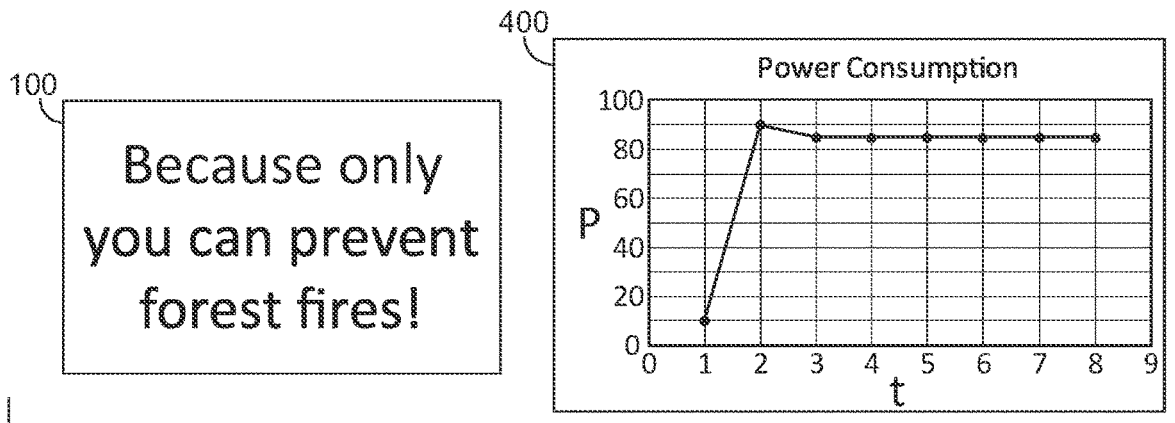 100
Because only
you can prevent
forest fires!
400
Power Consumption
100
80
60
40
20
0
P
0 1 2 3 4 5 6 7 8 9
t